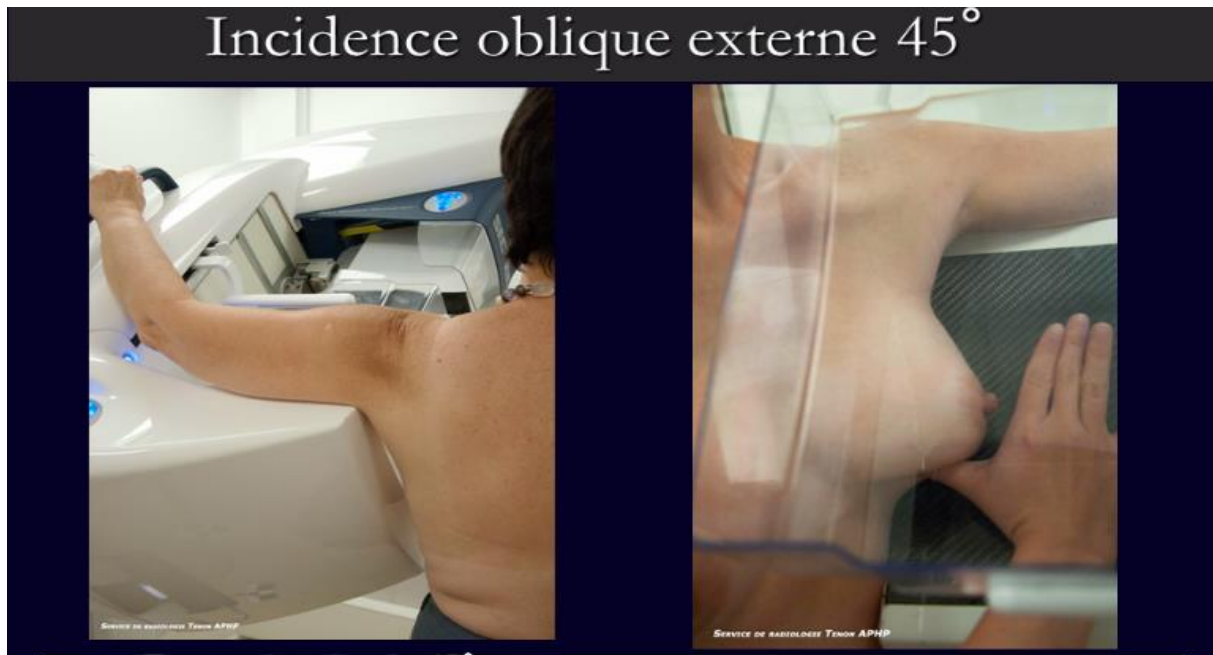 Incidence oblique externe 45°
SERVICE DE RADIOLOGIE TENON APHP
SERVICE DE RADIOLOGIE TENON APHP